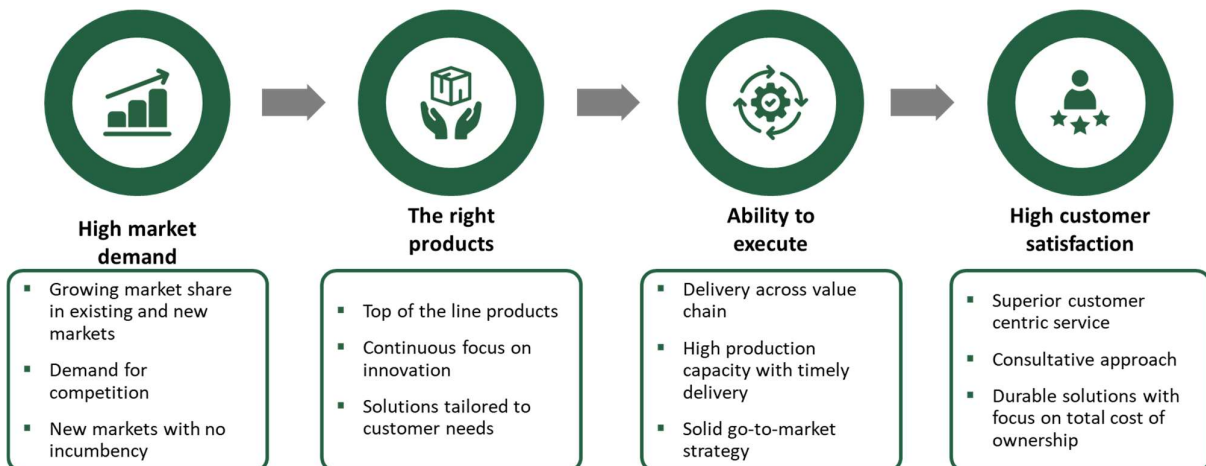 High market
demand
▪ Growing market share
in existing and new
markets
▪ Demand for
competition
▪ New markets with no
incumbency
The right
products
▪ Top of the line products
▪ Continuous focus on
innovation
▪ Solutions tailored to
customer needs
Ability to
execute
▪ Delivery across value
chain
▪ High production
capacity with timely
delivery
▪ Solid go-to-market
strategy
High customer
satisfaction
▪ Superior customer
centric service
▪ Consultative approach
▪ Durable solutions with
focus on total cost of
ownership